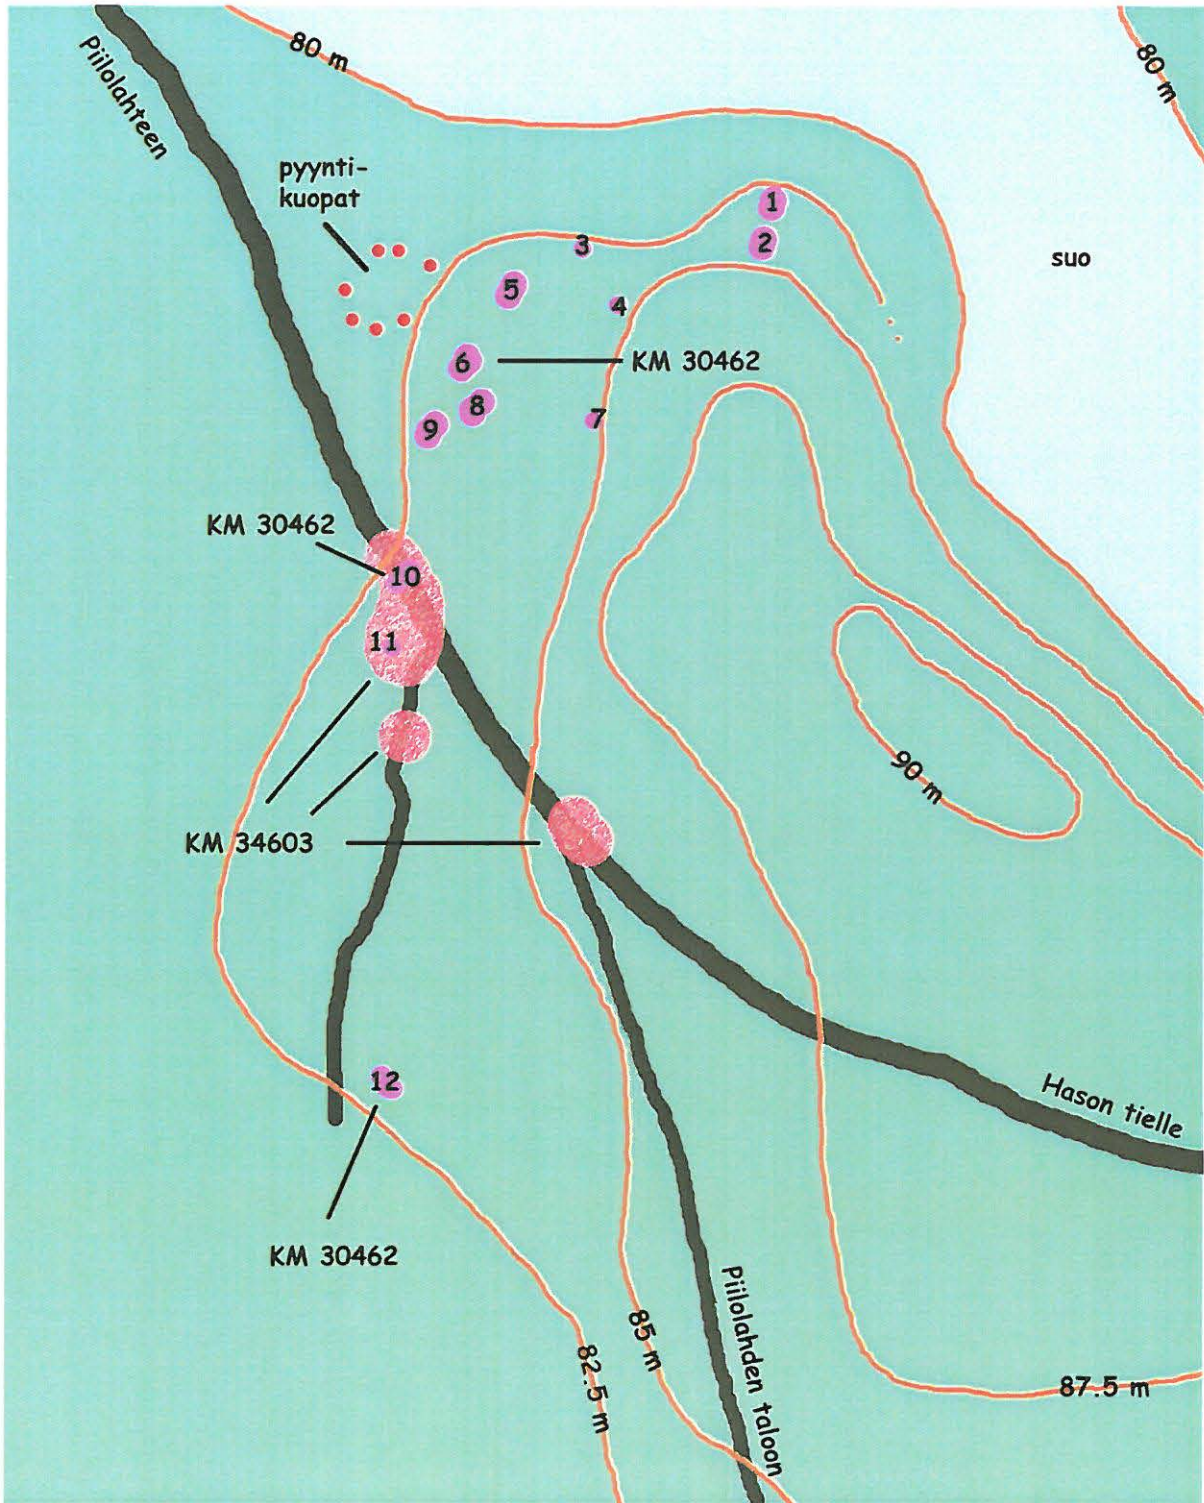 80 m
80 m
Piilolahteen
pyynti-
kuopat
1
2
3
suo
5
4
6
KM 30462
8
7
9
KM 30462
10
11
90 m
KM 34603
12
Hason tielle
KM 30462
Piilolahden taloon
85 m
82.5 m
87.5 m